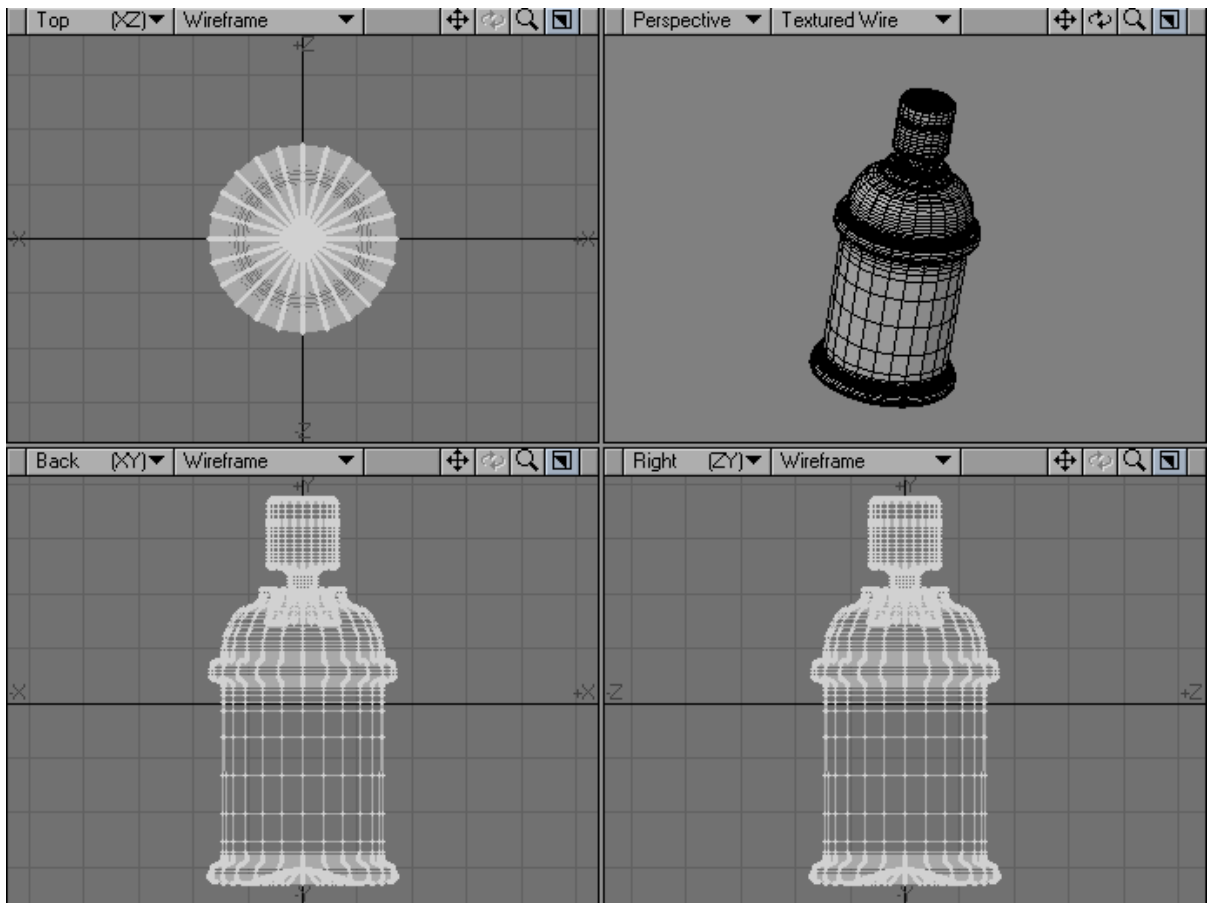 Top (XZ) Wireframe
Perspective Textured Wire
+Z
-X +X
-Z
Back (XY) Wireframe
Right (ZY) Wireframe
+Y
+Y
-X +X
-Z +Z
-Y
-Y